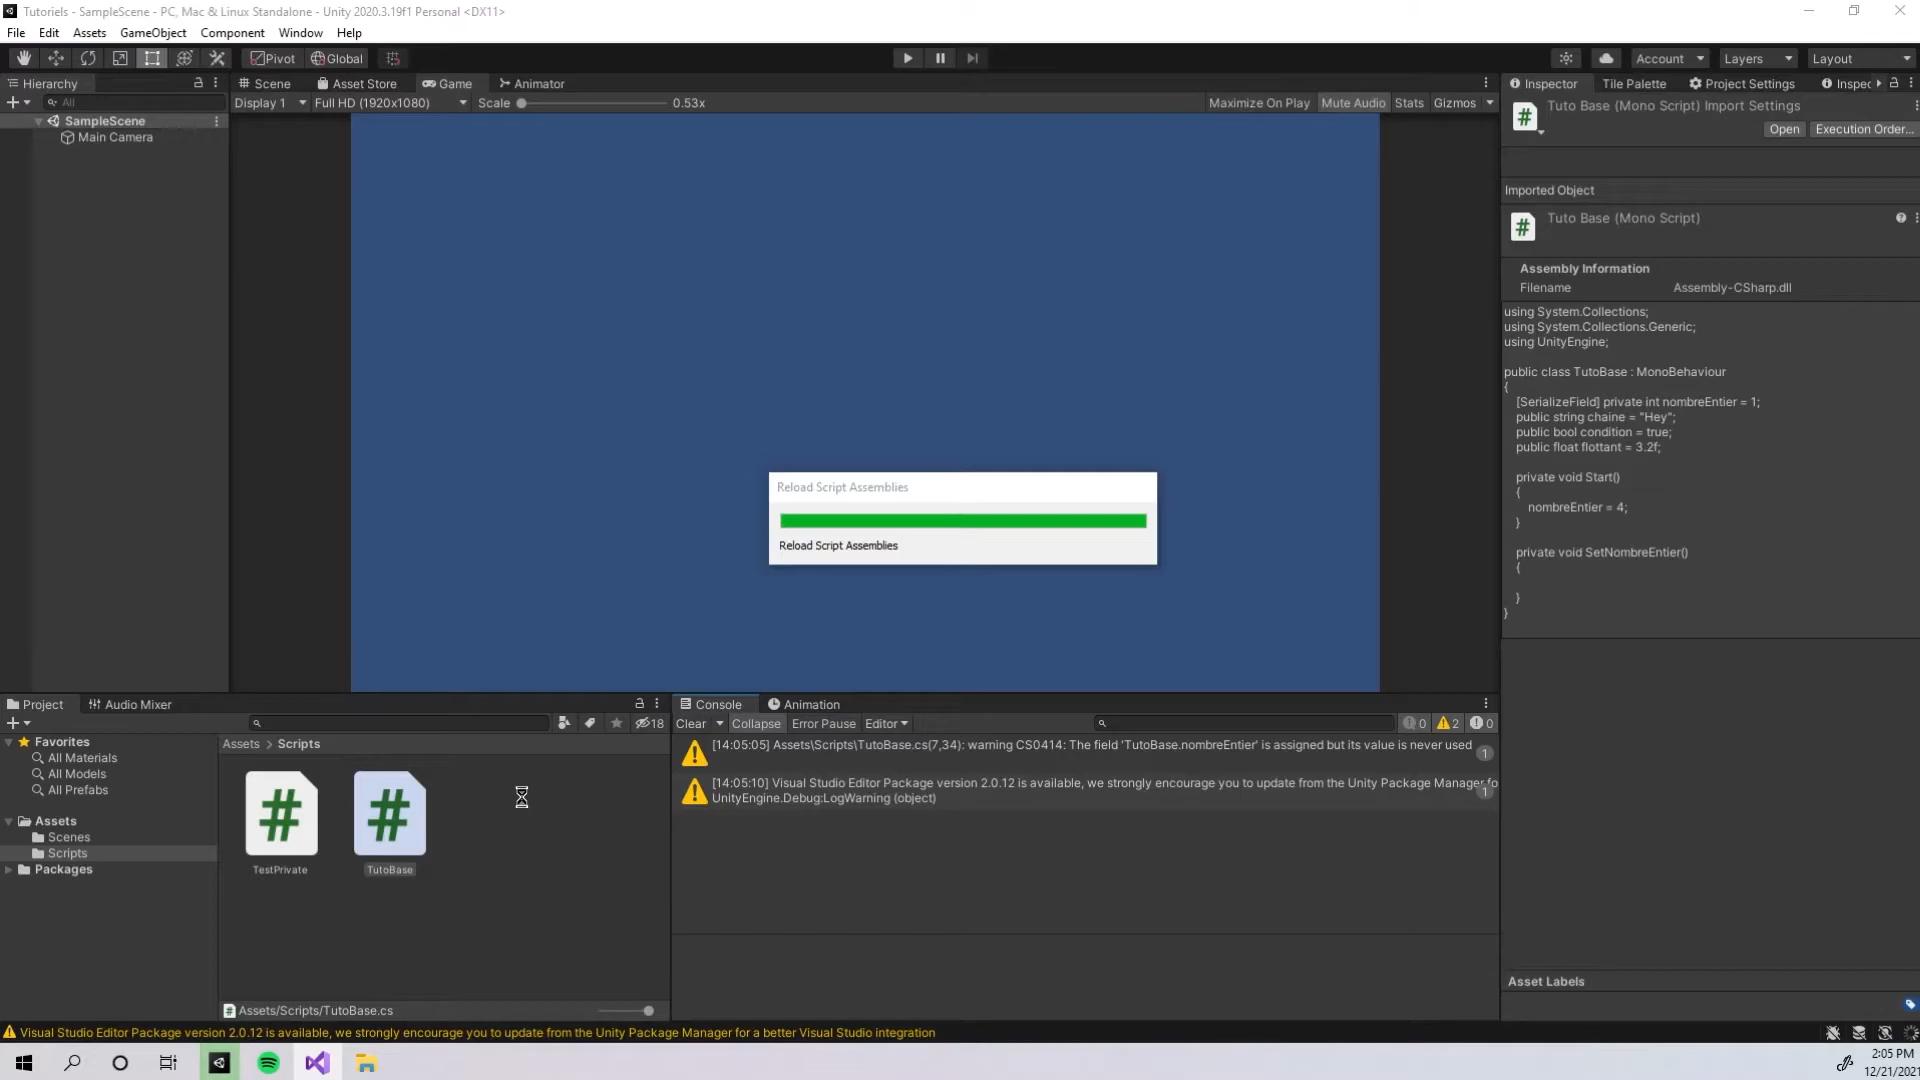 Tutoriels - SampleScene - PC, Mac & Linux Standalone - Unity 2020.3.19f1 Personal <DX11>
File Edit Assets GameObject Component Window Help
Pivot Global Account Layers Layout
Hierarchy Scene Asset Store Game Animator Inspector Tile Palette Project Settings Inspec
All Display 1 Full HD (1920x1080) Scale 0.53x Maximize On Play Mute Audio Stats Gizmos
SampleScene
Main Camera
Tuto Base (Mono Script) Import Settings
Open Execution Order...
Imported Object
Tuto Base (Mono Script)
Assembly Information
Filename Assembly-CSharp.dll
using System.Collections;
using System.Collections.Generic;
using UnityEngine;
public class TutoBase : MonoBehaviour
{
[SerializeField] private int nombreEntier = 1;
public string chaine = "Hey";
public bool condition = true;
public float flottant = 3.2f;
private void Start()
{
nombreEntier = 4;
}
private void SetNombreEntier()
{
}
}
Reload Script Assemblies
Reload Script Assemblies
Project Audio Mixer Console Animation
18 Clear Collapse Error Pause Editor 0 2 0
Favorites
All Materials
All Models
All Prefabs
Assets
Scenes
Scripts
Packages
Assets > Scripts
TestPrivate TutoBase
Assets/Scripts/TutoBase.cs
[14:05:05] Assets\Scripts\TutoBase.cs(7,34): warning CS0414: The field 'TutoBase.nombreEntier' is assigned but its value is never used
1
[14:05:10] Visual Studio Editor Package version 2.0.12 is available, we strongly encourage you to update from the Unity Package Manager fo
UnityEngine.Debug:LogWarning (object)
1
Asset Labels
Visual Studio Editor Package version 2.0.12 is available, we strongly encourage you to update from the Unity Package Manager for a better Visual Studio integration
2:05 PM
12/21/2021